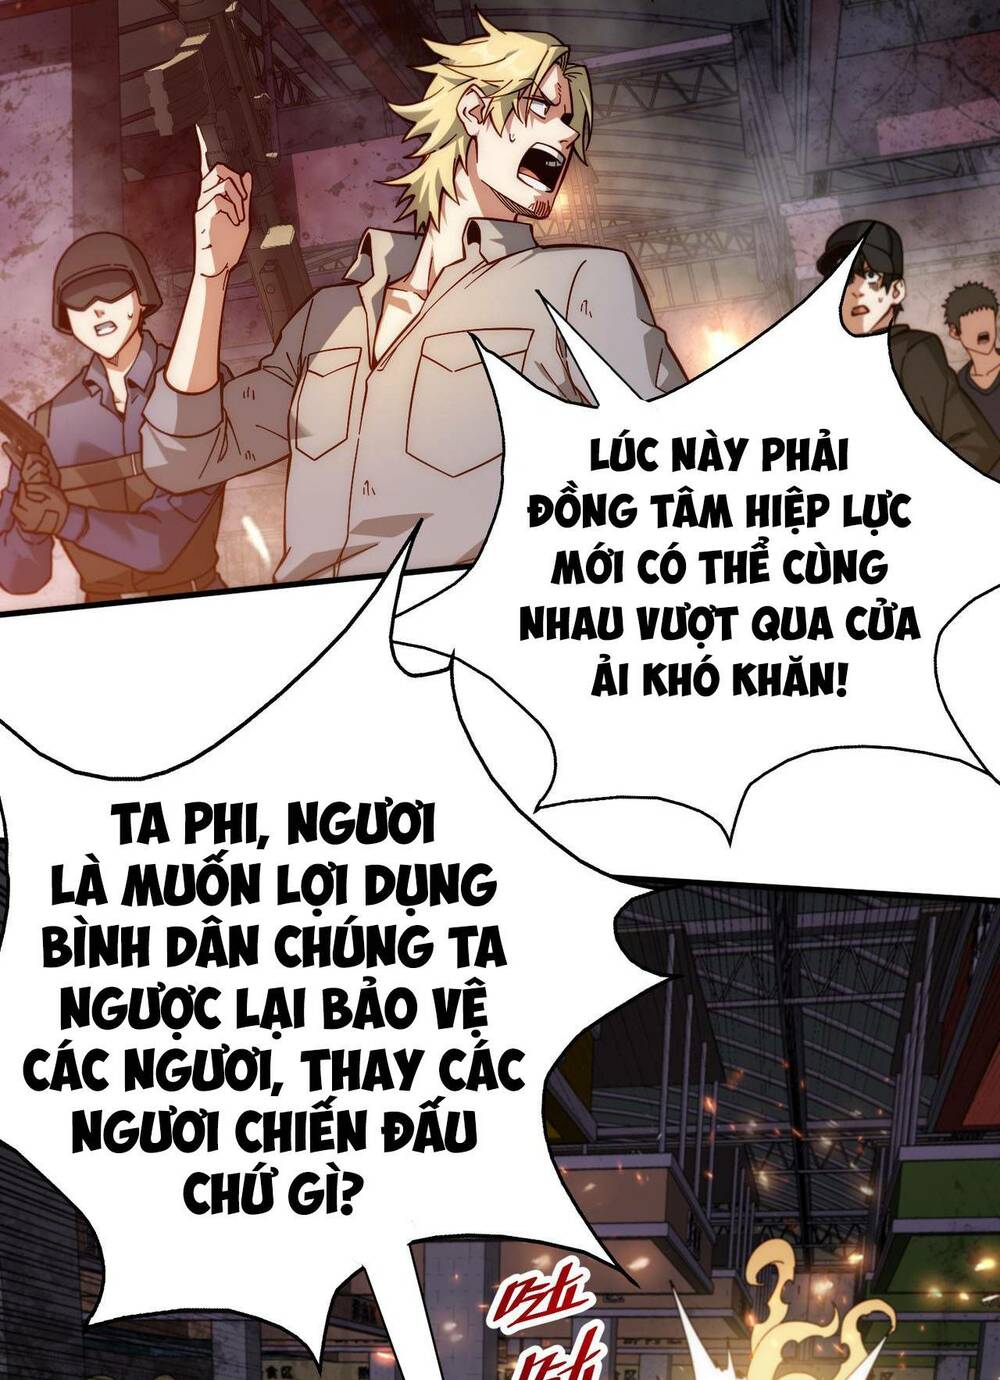 LÚC NÀY PHẢI
ĐỒNG TÂM HIỆP LỰC
MỚI CÓ THỂ CÙNG
NHAU VƯỢT QUA CỬA
ẢI KHÓ KHĂN!
TA PHI, NGƯƠI
LÀ MUỐN LỢI DỤNG
BÌNH DÂN CHÚNG TA
NGƯỢC LẠI BẢO VỆ
CÁC NGƯƠI, THAY CÁC
NGƯƠI CHIẾN ĐẤU
CHỨ GÌ?